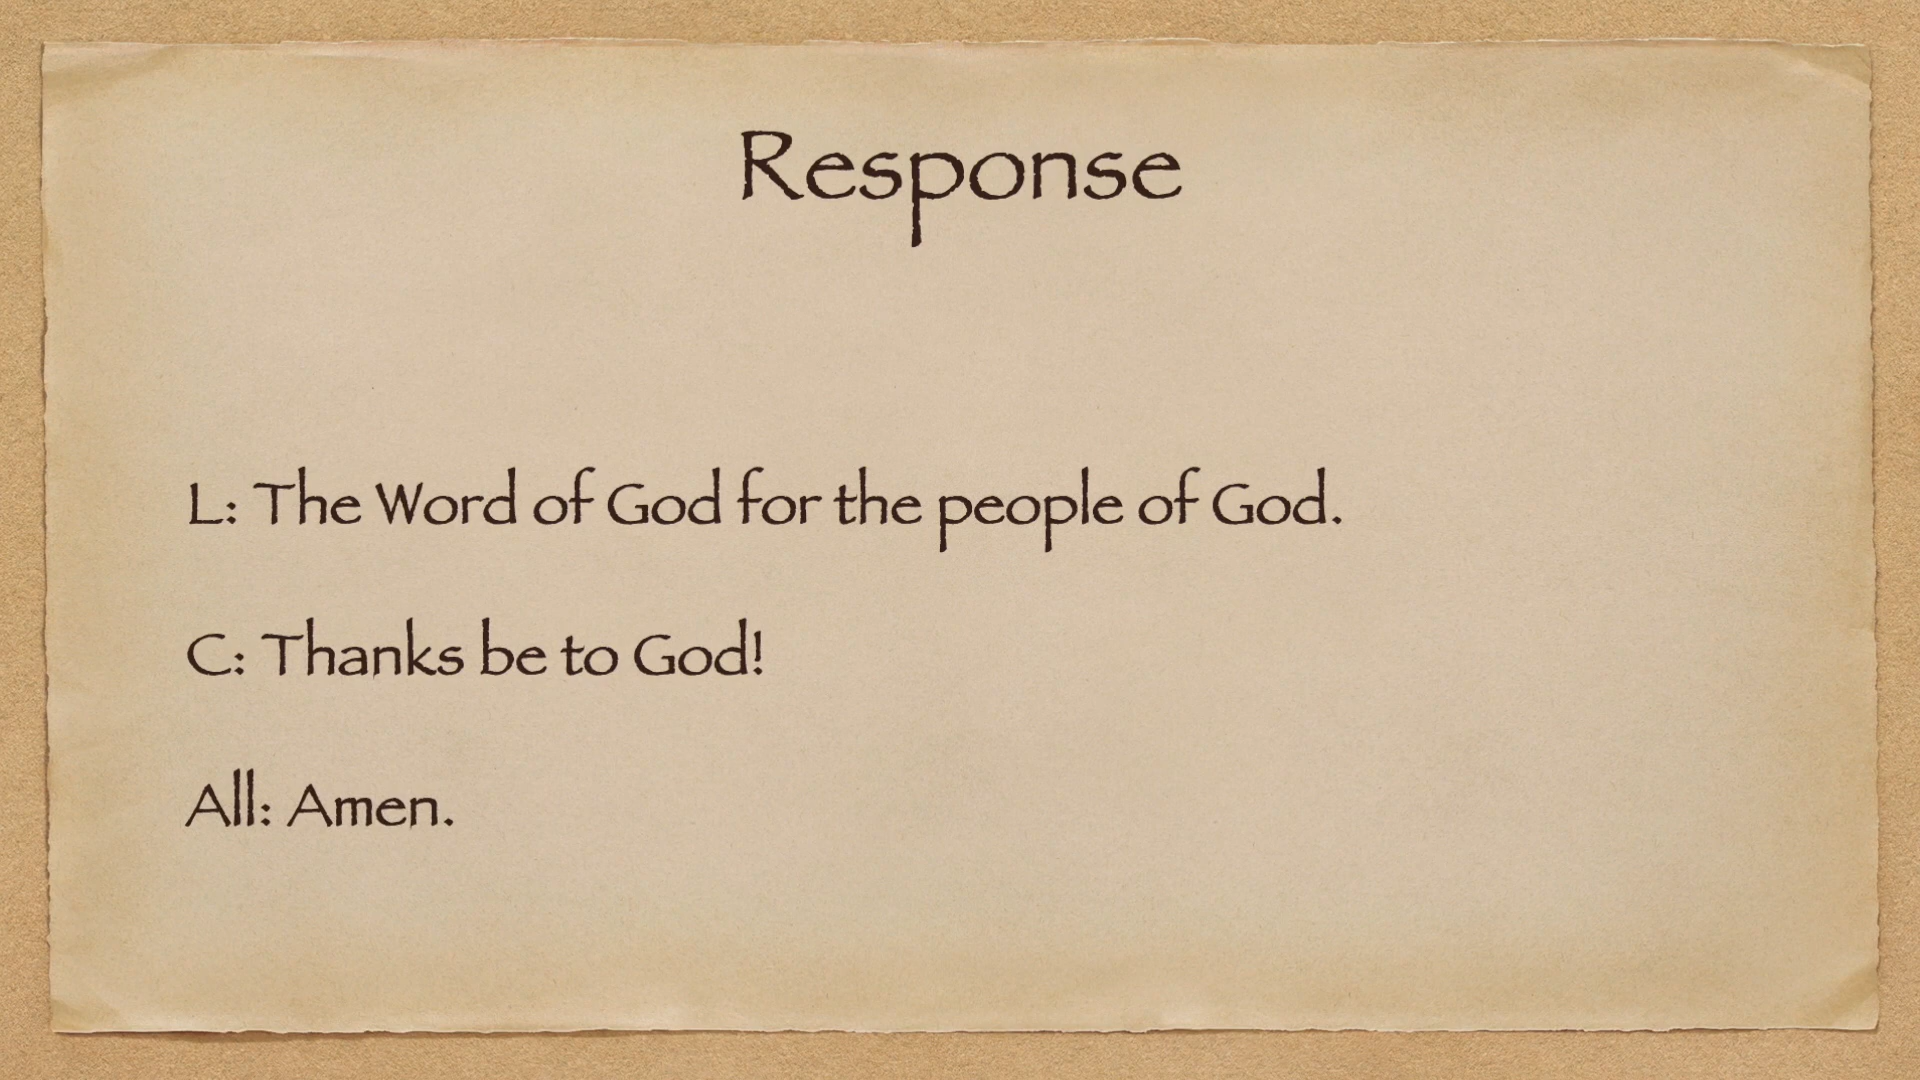 Response
L: The Word of God for the people of God.
C: Thanks be to God!
All: Amen.